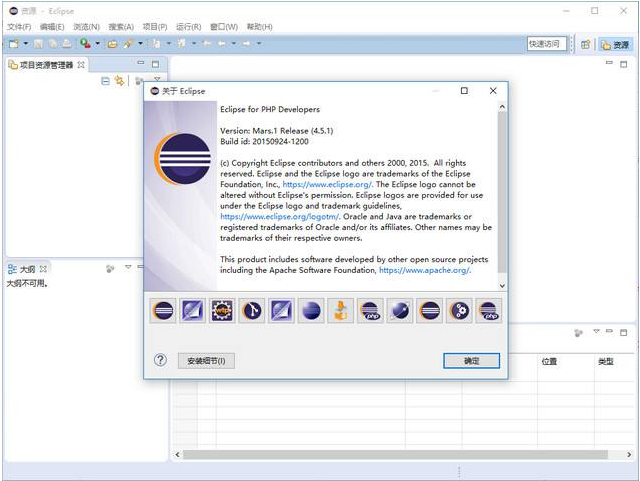 资源 - Eclipse
文件(F) 编辑(E) 浏览(N) 搜索(A) 项目(P) 运行(R) 窗口(W) 帮助(H)
快速访问 资源
项目资源管理器
关于 Eclipse
Eclipse for PHP Developers
Version: Mars.1 Release (4.5.1)
Build id: 20150924-1200
(c) Copyright Eclipse contributors and others 2000, 2015.  All rights
reserved. Eclipse and the Eclipse logo are trademarks of the Eclipse
Foundation, Inc., https://www.eclipse.org/. The Eclipse logo cannot be
altered without Eclipse's permission. Eclipse logos are provided for use
under the Eclipse logo and trademark guidelines,
https://www.eclipse.org/logotm/. Oracle and Java are trademarks or
registered trademarks of Oracle and/or its affiliates. Other names may be
trademarks of their respective owners.
This product includes software developed by other open source projects
including the Apache Software Foundation, https://www.apache.org/.
大纲
大纲不可用。
wtp php php
安装细节(I) 确定
位置 类型